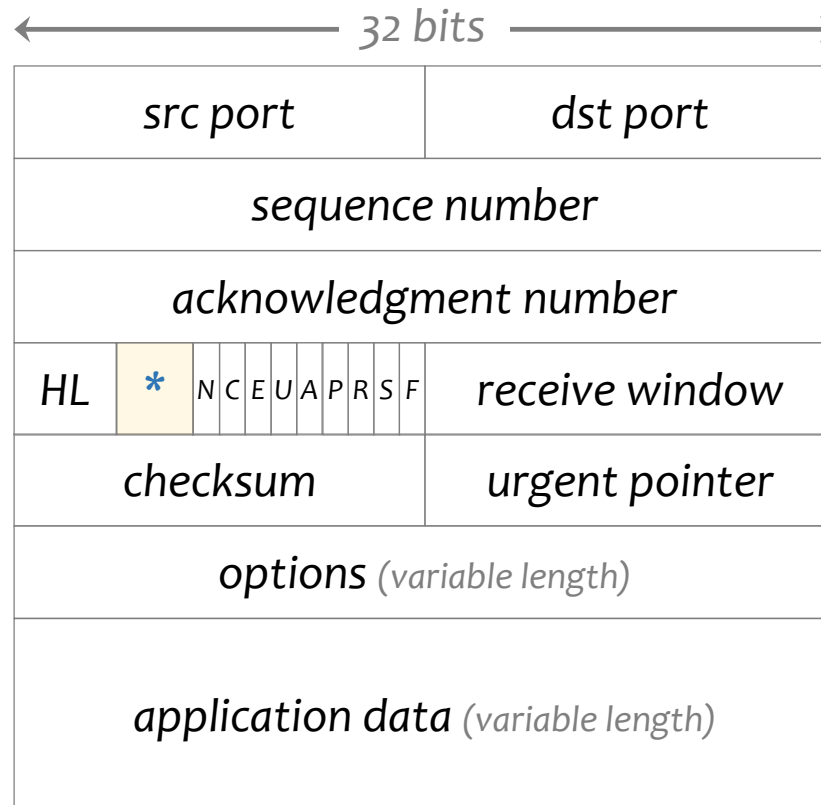 32 bits
src port dst port
sequence number
acknowledgment number
HL * N C E U A P R S F receive window
checksum urgent pointer
options (variable length)
application data (variable length)